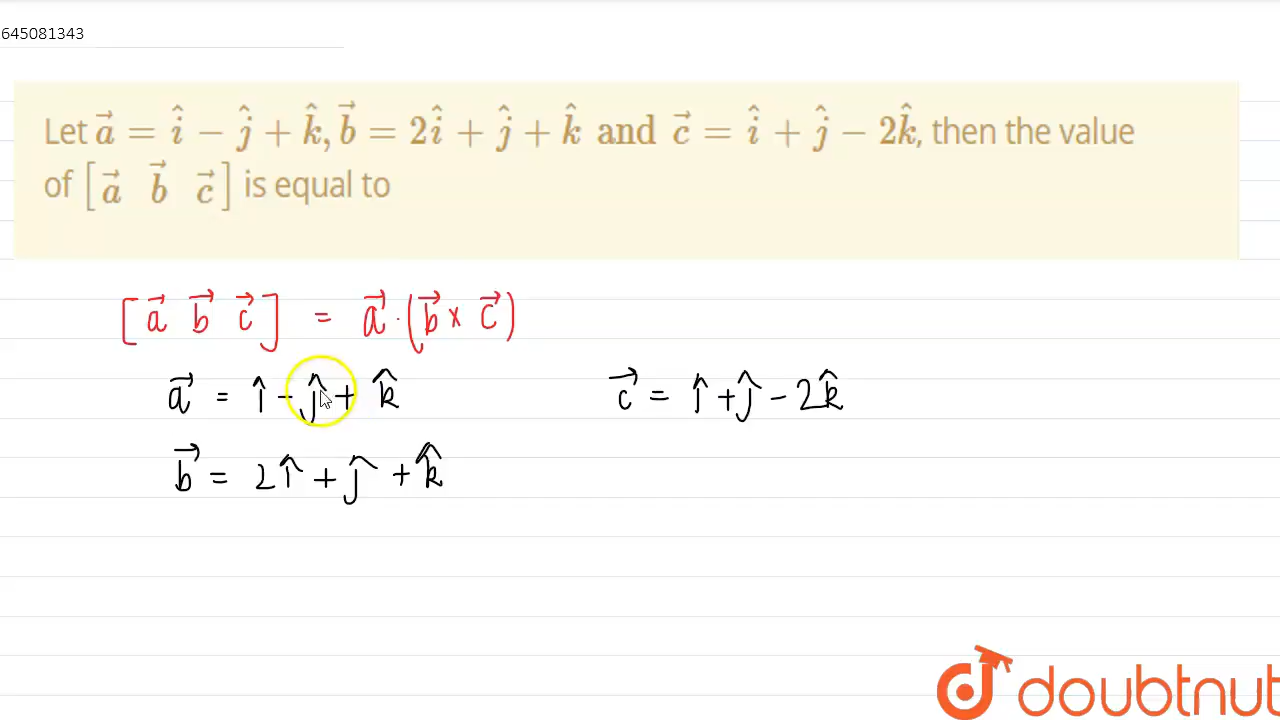 645081343
Let a⃗ = î − ĵ + k̂, b⃗ = 2î + ĵ + k̂ and c⃗ = î + ĵ − 2k̂, then the value
of [a⃗ b⃗ c⃗] is equal to
[a⃗ b⃗ c⃗] = a⃗ · (b⃗ × c⃗)
a⃗ = î − ĵ + k̂
c⃗ = î + ĵ − 2k̂
b⃗ = 2î + ĵ + k̂
doubtnut